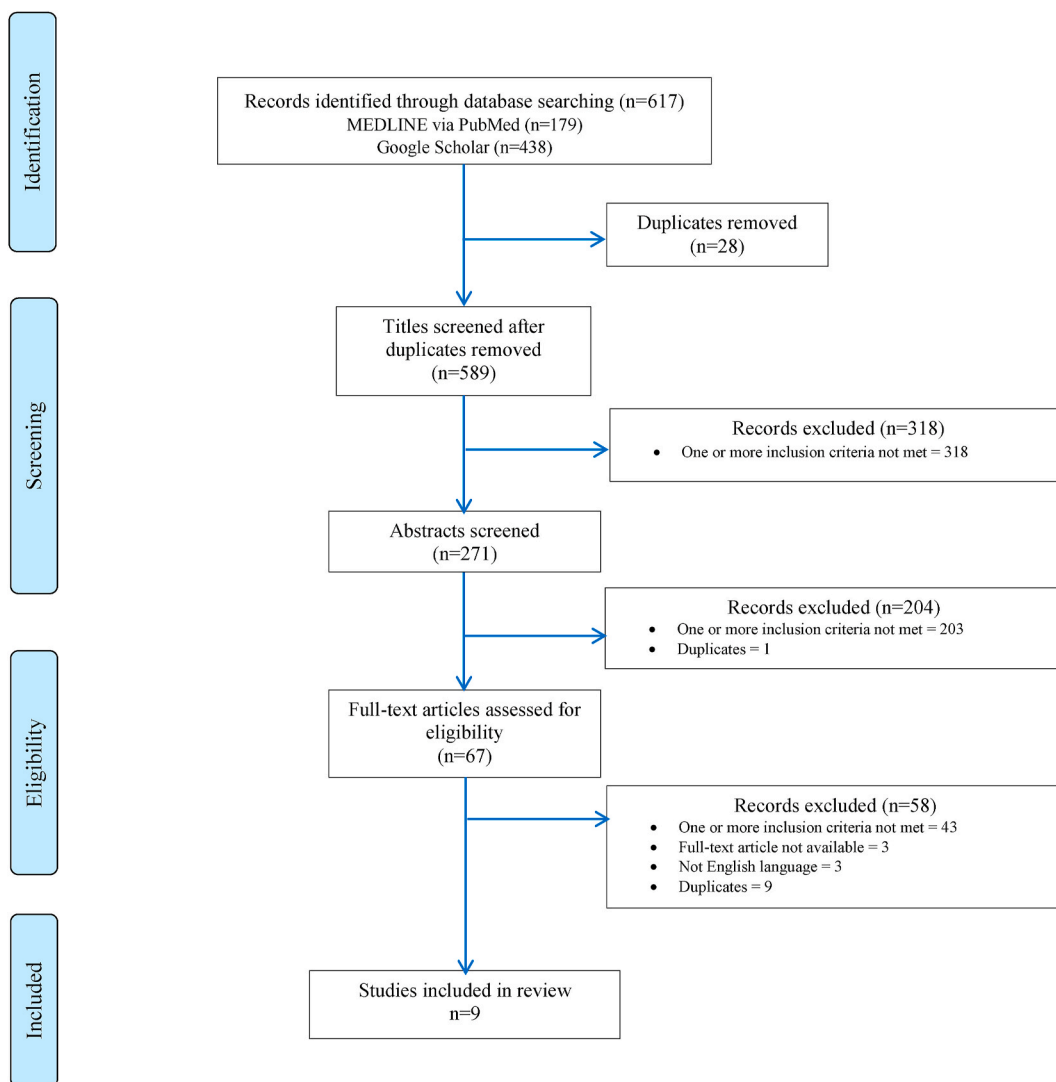 Identification
Records identified through database searching (n=617)
MEDLINE via PubMed (n=179)
Google Scholar (n=438)
Duplicates removed
(n=28)
Screening
Titles screened after
duplicates removed
(n=589)
Records excluded (n=318)
• One or more inclusion criteria not met = 318
Abstracts screened
(n=271)
Records excluded (n=204)
• One or more inclusion criteria not met = 203
• Duplicates = 1
Eligibility
Full-text articles assessed for
eligibility
(n=67)
Records excluded (n=58)
• One or more inclusion criteria not met = 43
• Full-text article not available = 3
• Not English language = 3
• Duplicates = 9
Included
Studies included in review
n=9